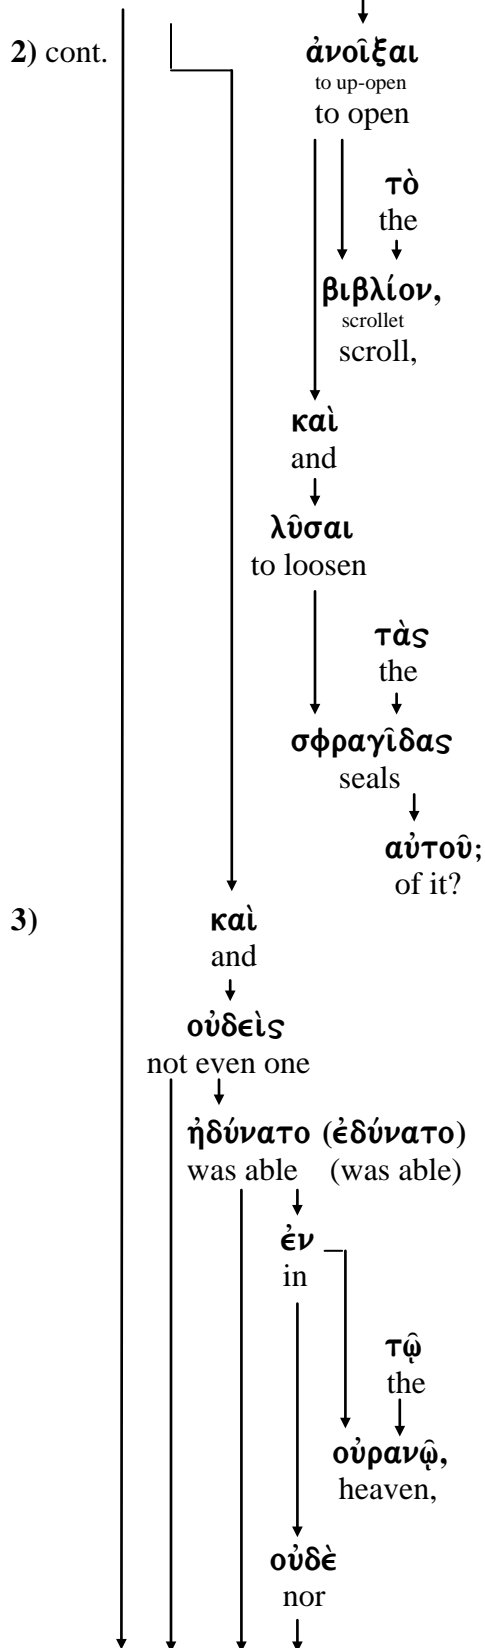 2) cont.
ἀνοῖξαι
to up-open
to open
τὸ
the
βιβλίον,
scrollet
scroll,
καὶ
and
λῦσαι
to loosen
τὰς
the
σφραγῖδας
seals
αὐτοῦ;
of it?
3) καὶ
and
οὐδεὶς
not even one
ἠδύνατο (ἐδύνατο)
was able (was able)
ἐν
in
τῷ
the
οὐρανῷ,
heaven,
οὐδὲ
nor